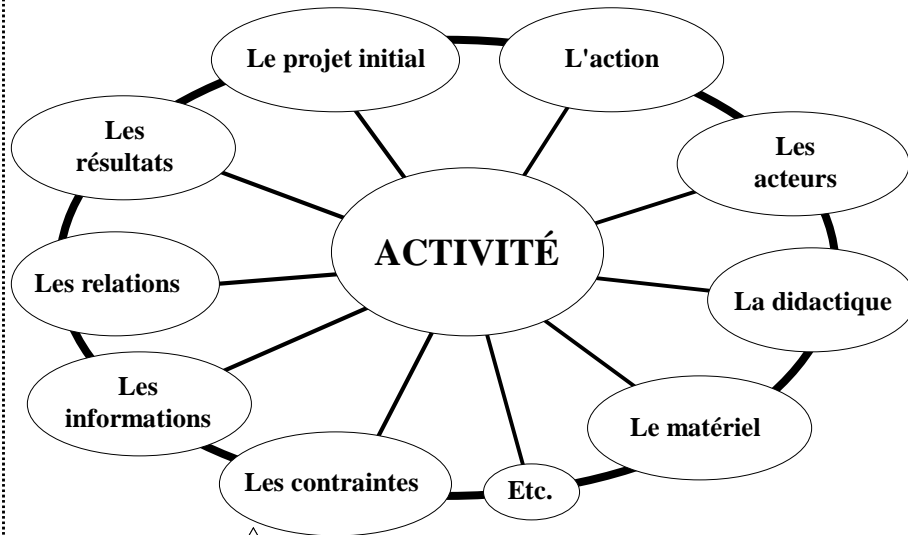 Le projet initial
L'action
Les
résultats
Les
acteurs
ACTIVITÉ
Les relations
La didactique
Les
informations
Le matériel
Les contraintes
Etc.